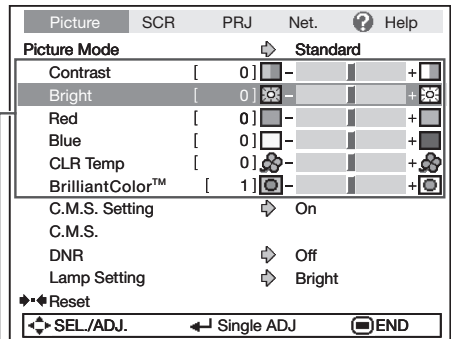 Picture SCR PRJ Net. ? Help
Picture Mode Standard
Contrast [ 0] - +
Bright [ 0] - +
Red [ 0] - +
Blue [ 0] - +
CLR Temp [ 0] - +
BrilliantColor™ [ 1] - +
C.M.S. Setting On
C.M.S.
DNR Off
Lamp Setting Bright
Reset
SEL./ADJ. Single ADJ END